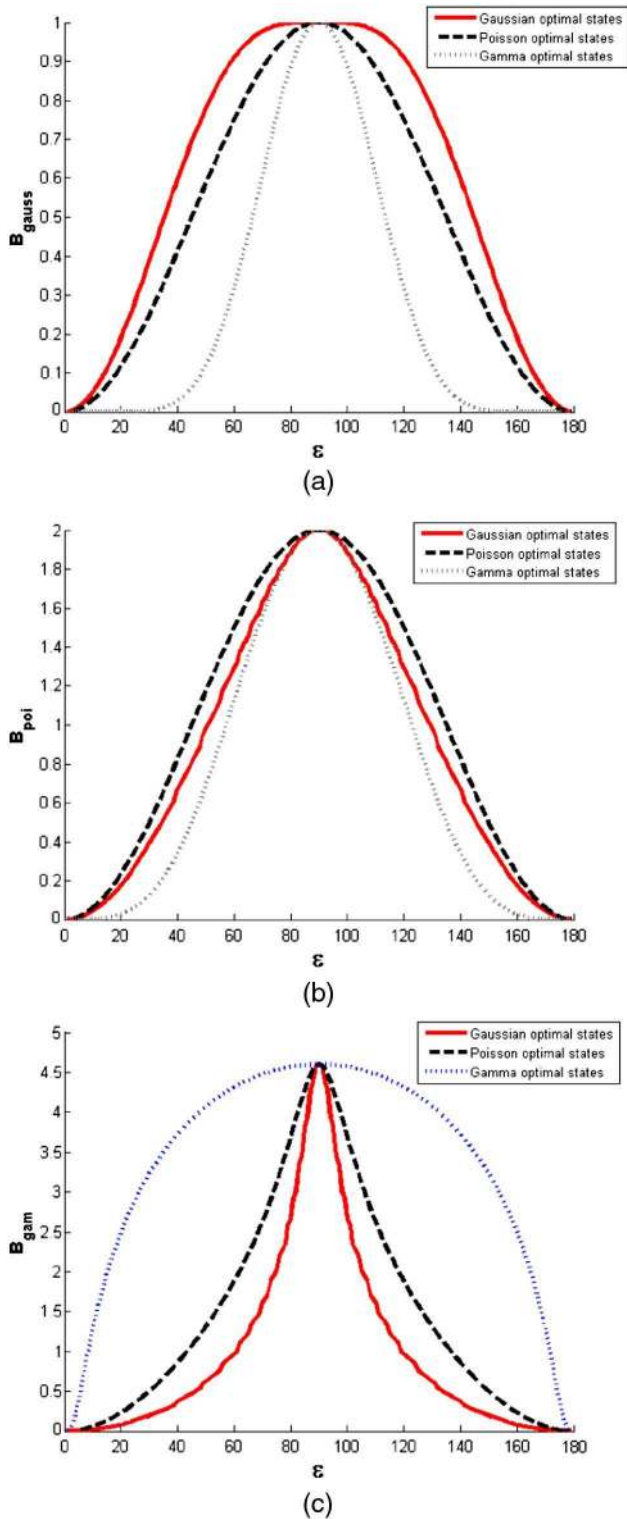 Gaussian optimal states
Poisson optimal states
Gamma optimal states
1
0.9
0.8
0.7
0.6
0.5
0.4
0.3
0.2
0.1
0
B gauss
0 20 40 60 80 100 120 140 160 180
ε
(a)
Gaussian optimal states
Poisson optimal states
Gamma optimal states
2
1.8
1.6
1.4
1.2
1
0.8
0.6
0.4
0.2
0
B poi
0 20 40 60 80 100 120 140 160 180
ε
(b)
Gaussian optimal states
Poisson optimal states
Gamma optimal states
5
4.5
4
3.5
3
2.5
2
1.5
1
0.5
0
B gam
0 20 40 60 80 100 120 140 160 180
ε
(c)